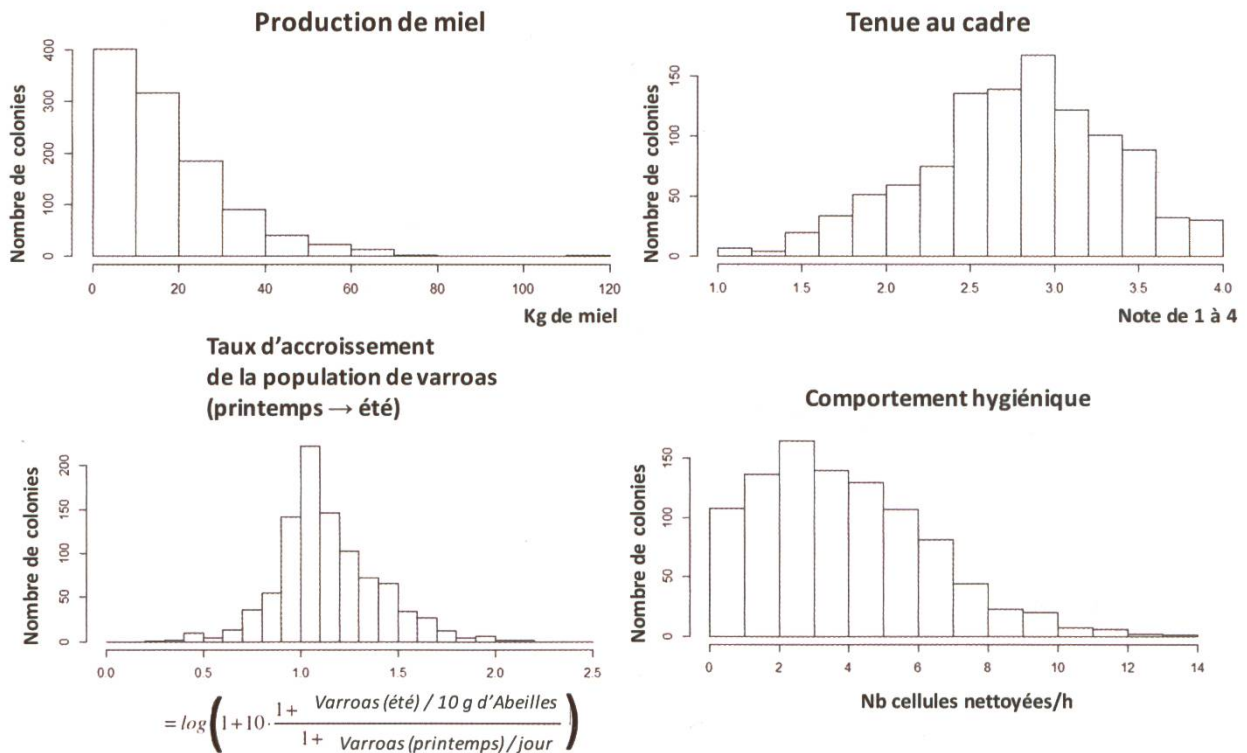 Production de miel
Nombre de colonies
400
300
200
100
0
0 20 40 60 80 100 120
Kg de miel
Tenue au cadre
Nombre de colonies
150
100
50
0
1.0 1.5 2.0 2.5 3.0 3.5 4.0
Note de 1 à 4
Taux d'accroissement
de la population de varroas
(printemps → été)
Nombre de colonies
200
150
100
50
0
0.0 0.5 1.0 1.5 2.0 2.5
= log(1+10· 1+ Varroas (été) / 10 g d'Abeilles
1+ Varroas (printemps) / jour )
Comportement hygiénique
Nombre de colonies
150
100
50
0
0 2 4 6 8 10 12 14
Nb cellules nettoyées/h